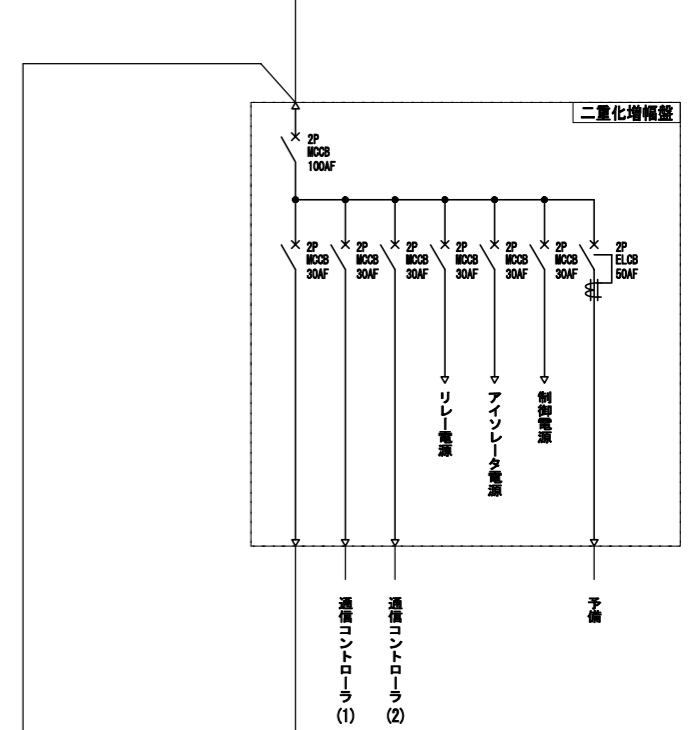 二重化増幅盤
2P
MCCB
100AF
2P
MCCB
30AF
2P
MCCB
30AF
2P
MCCB
30AF
2P
MCCB
30AF
2P
MCCB
30AF
2P
MCCB
30AF
2P
ELCB
50AF
リレー電源
アイソレータ電源
制御電源
通信コントローラ(1)
通信コントローラ(2)
予備